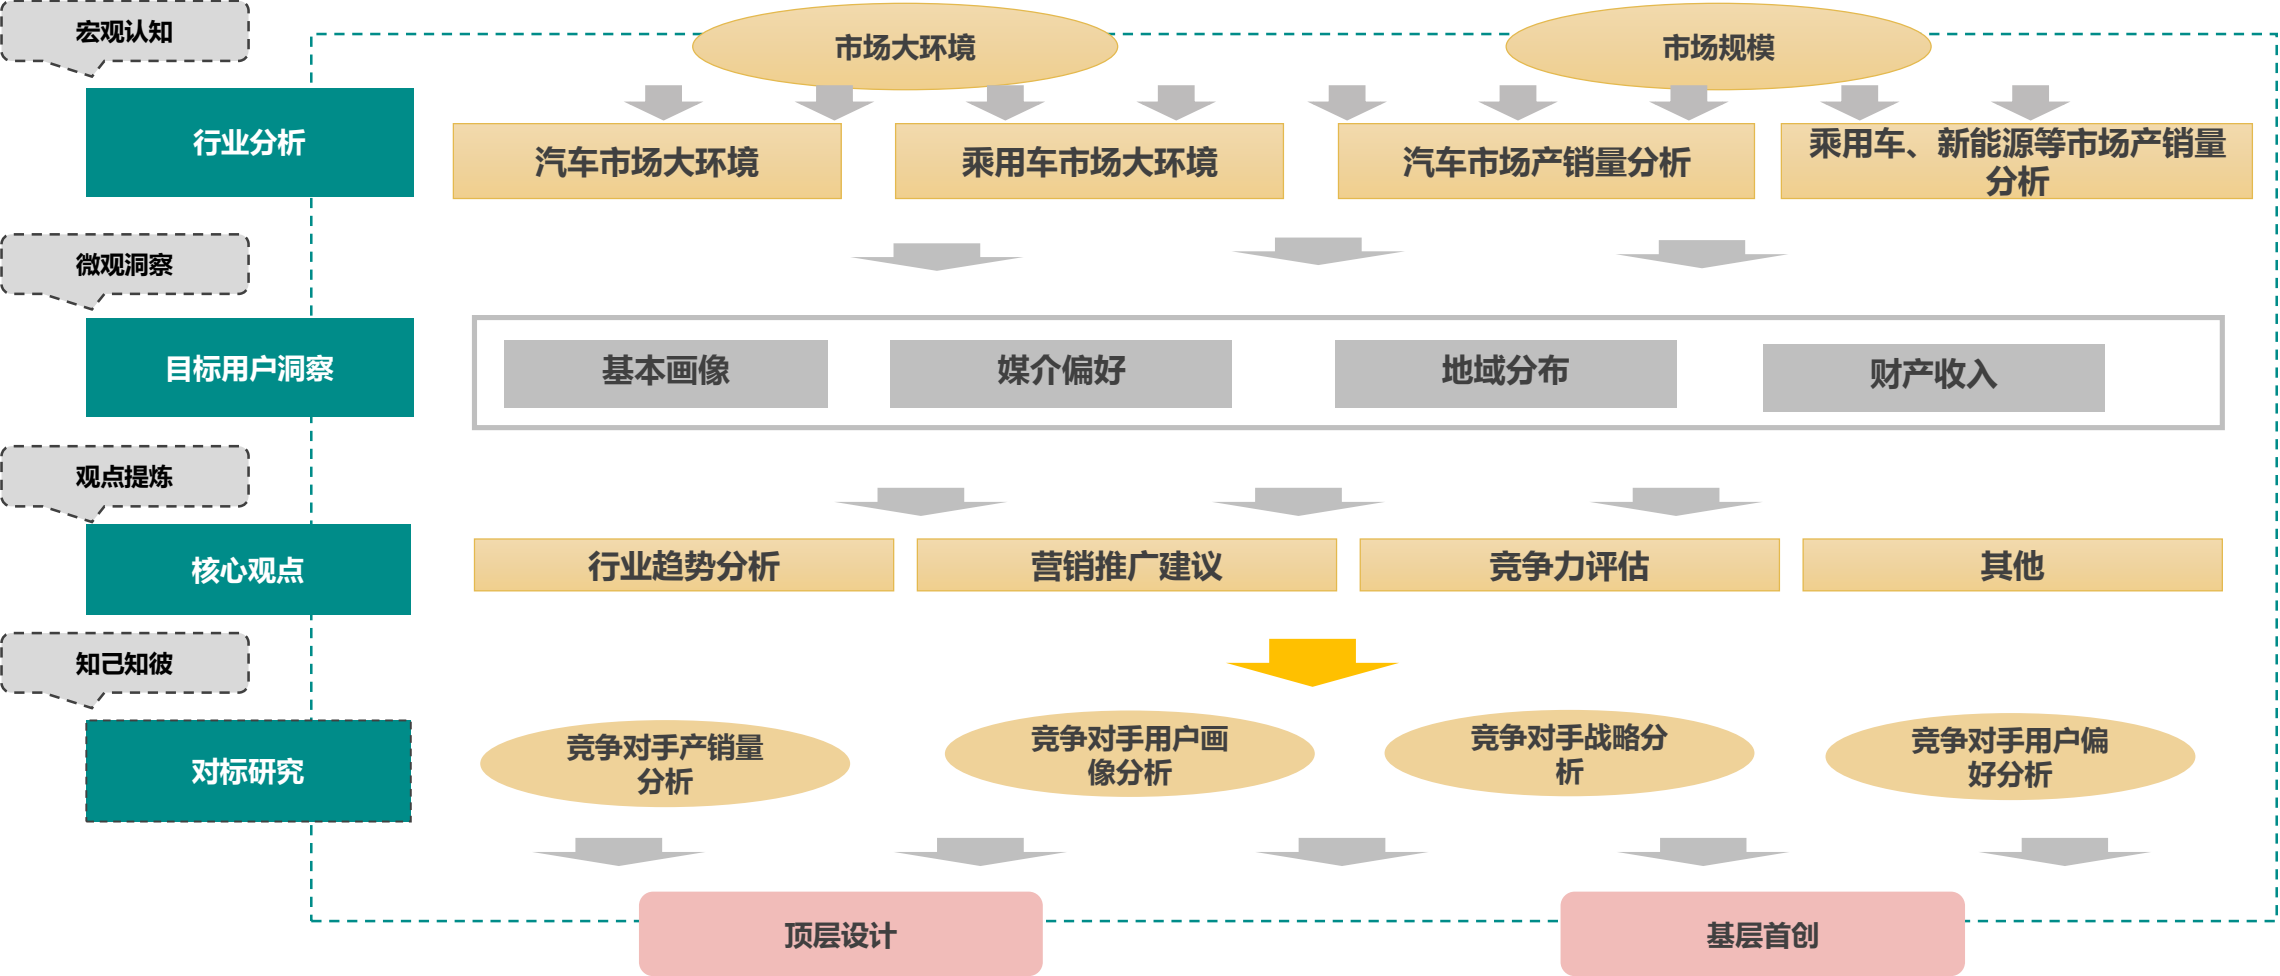 宏观认知
市场大环境
市场规模
行业分析
汽车市场大环境
乘用车市场大环境
汽车市场产销量分析
乘用车、新能源等市场产销量
分析
微观洞察
目标用户洞察
基本画像
媒介偏好
地域分布
财产收入
观点提炼
核心观点
行业趋势分析
营销推广建议
竞争力评估
其他
知己知彼
对标研究
竞争对手产销量
分析
竞争对手用户画
像分析
竞争对手战略分
析
竞争对手用户偏
好分析
顶层设计
基层首创